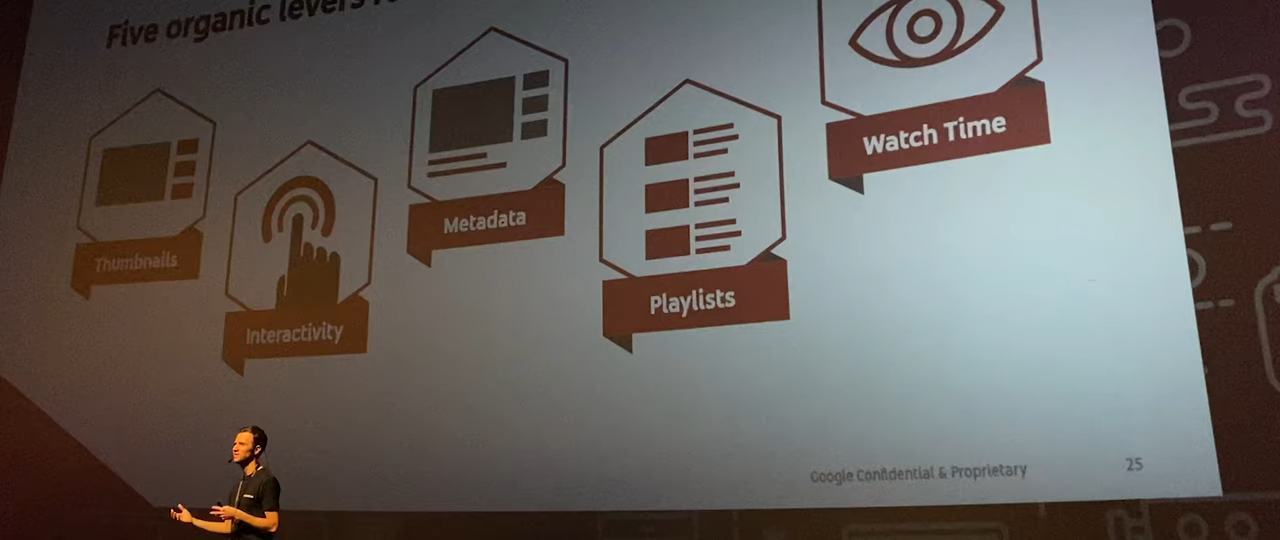 Five organic levers
Thumbnails
Interactivity
Metadata
Playlists
Watch Time
Google Confidential & Proprietary
25